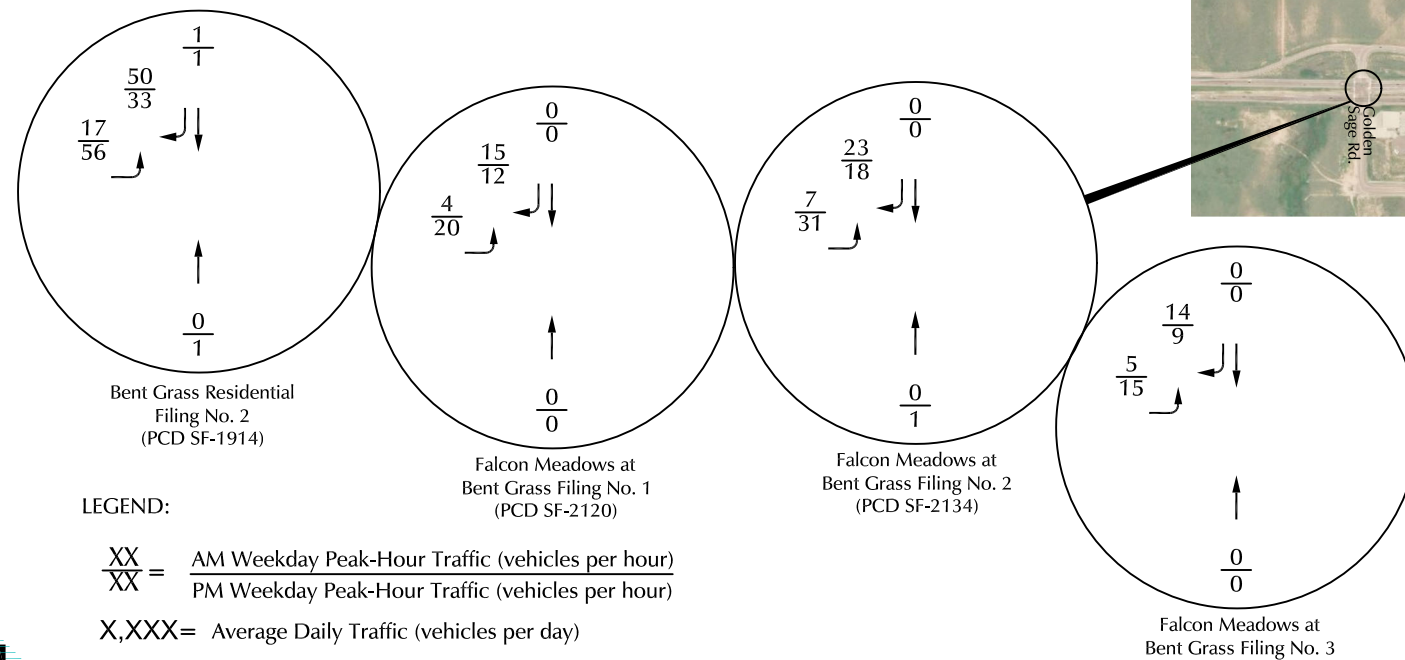 1
1
50
33
17
56
0
1
Bent Grass Residential
Filing No. 2
(PCD SF-1914)
0
0
15
12
4
20
0
0
Falcon Meadows at
Bent Grass Filing No. 1
(PCD SF-2120)
0
0
23
18
7
31
0
1
Falcon Meadows at
Bent Grass Filing No. 2
(PCD SF-2134)
Golden
Sage Rd.
0
0
14
9
5
15
0
0
Falcon Meadows at
Bent Grass Filing No. 3
LEGEND:
XX
XX
=
AM Weekday Peak-Hour Traffic (vehicles per hour)
PM Weekday Peak-Hour Traffic (vehicles per hour)
X,XXX= Average Daily Traffic (vehicles per day)